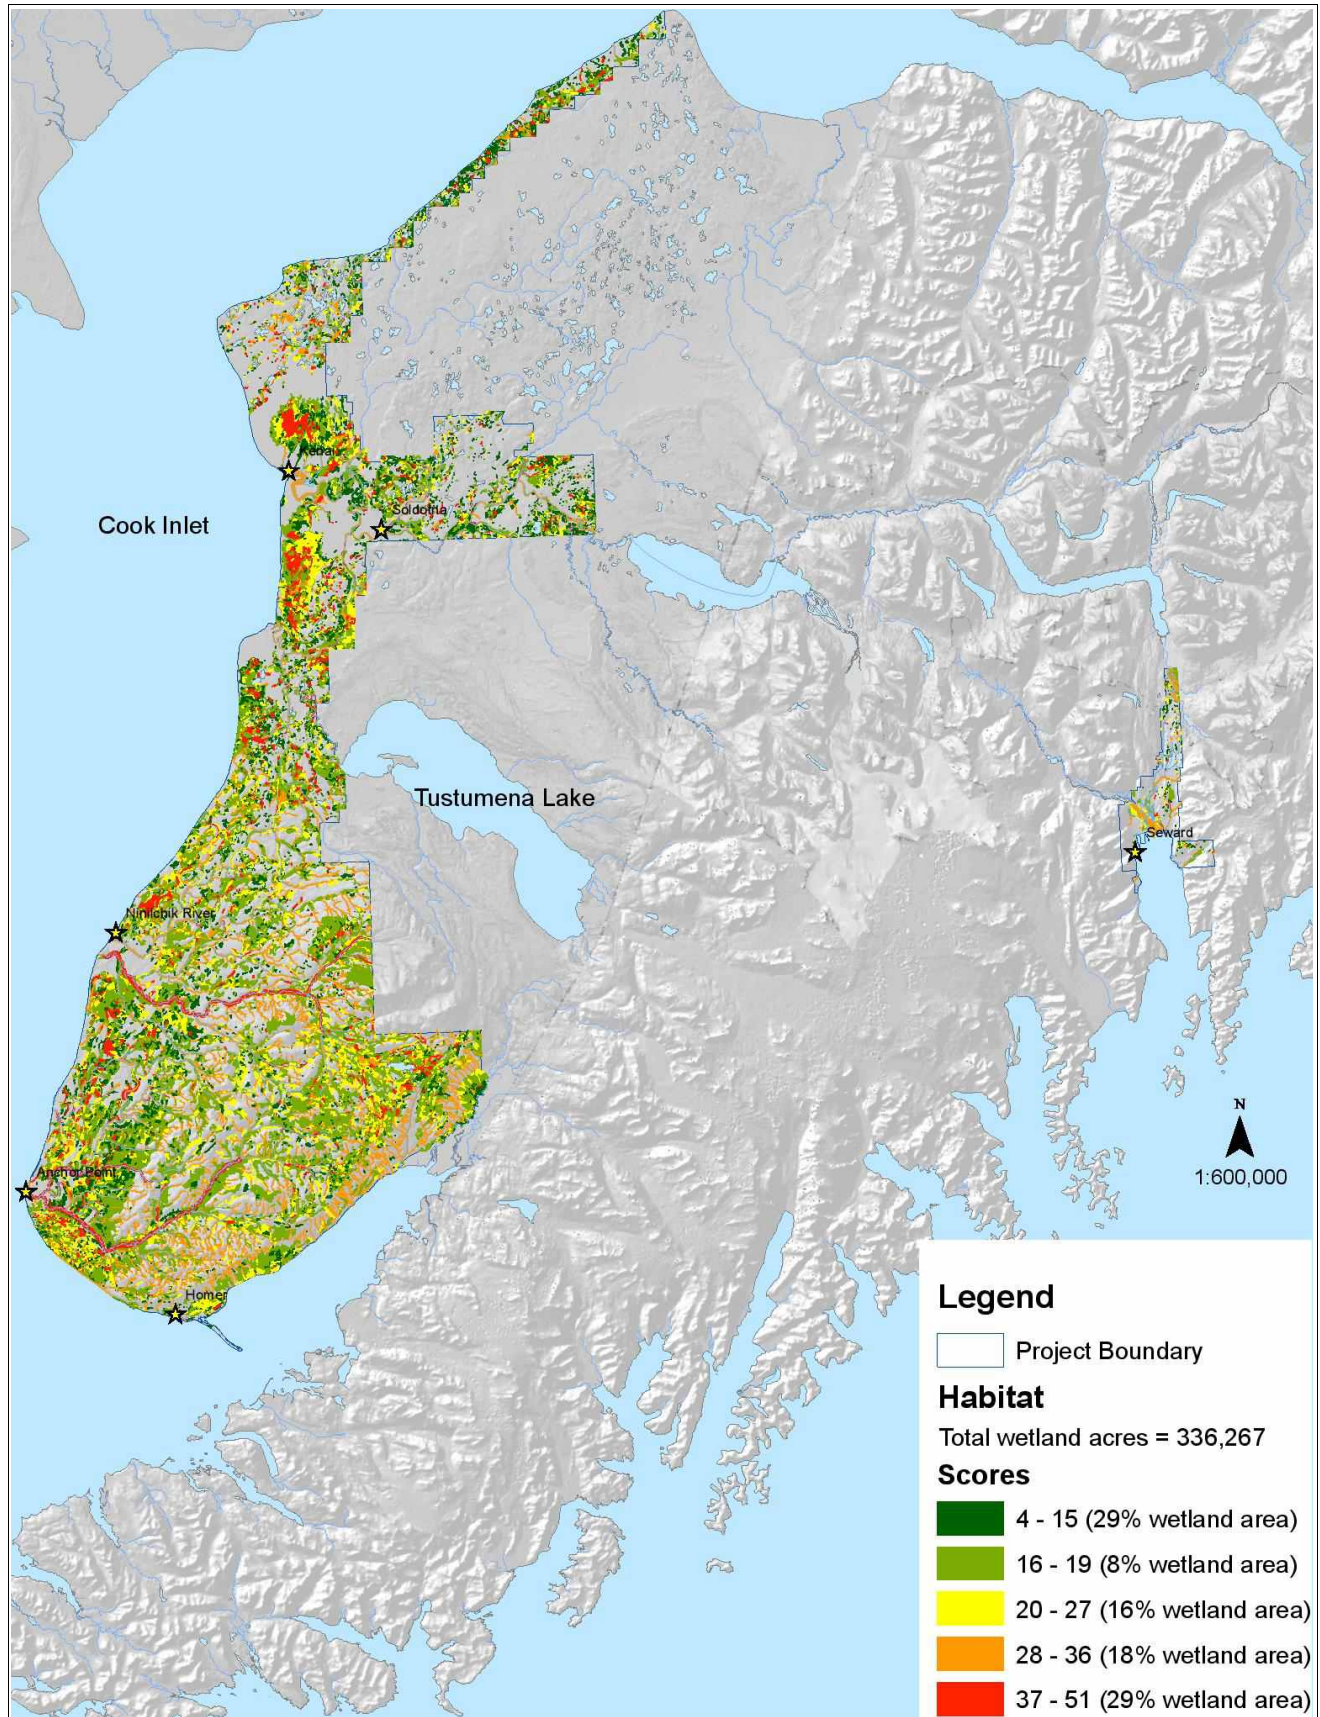 Kenai
Soldotna
Cook Inlet
Tustumena Lake
Seward
Ninilchik River
N
1:600,000
Anchor Point
Homer
Legend
Project Boundary
Habitat
Total wetland acres = 336,267
Scores
4 - 15 (29% wetland area)
16 - 19 (8% wetland area)
20 - 27 (16% wetland area)
28 - 36 (18% wetland area)
37 - 51 (29% wetland area)